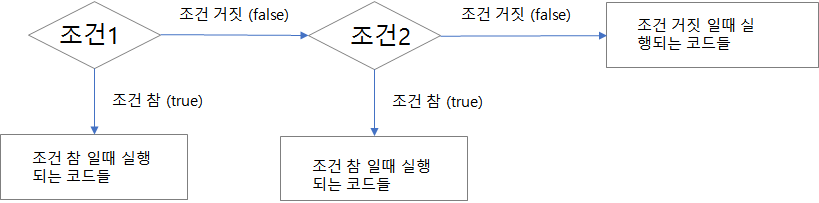 조건1
조건 거짓 (false)
조건2
조건 거짓 (false)
조건 거짓 일때 실
행되는 코드들
조건 참 (true)
조건 참 (true)
조건 참 일때 실행
되는 코드들
조건 참 일때 실행
되는 코드들